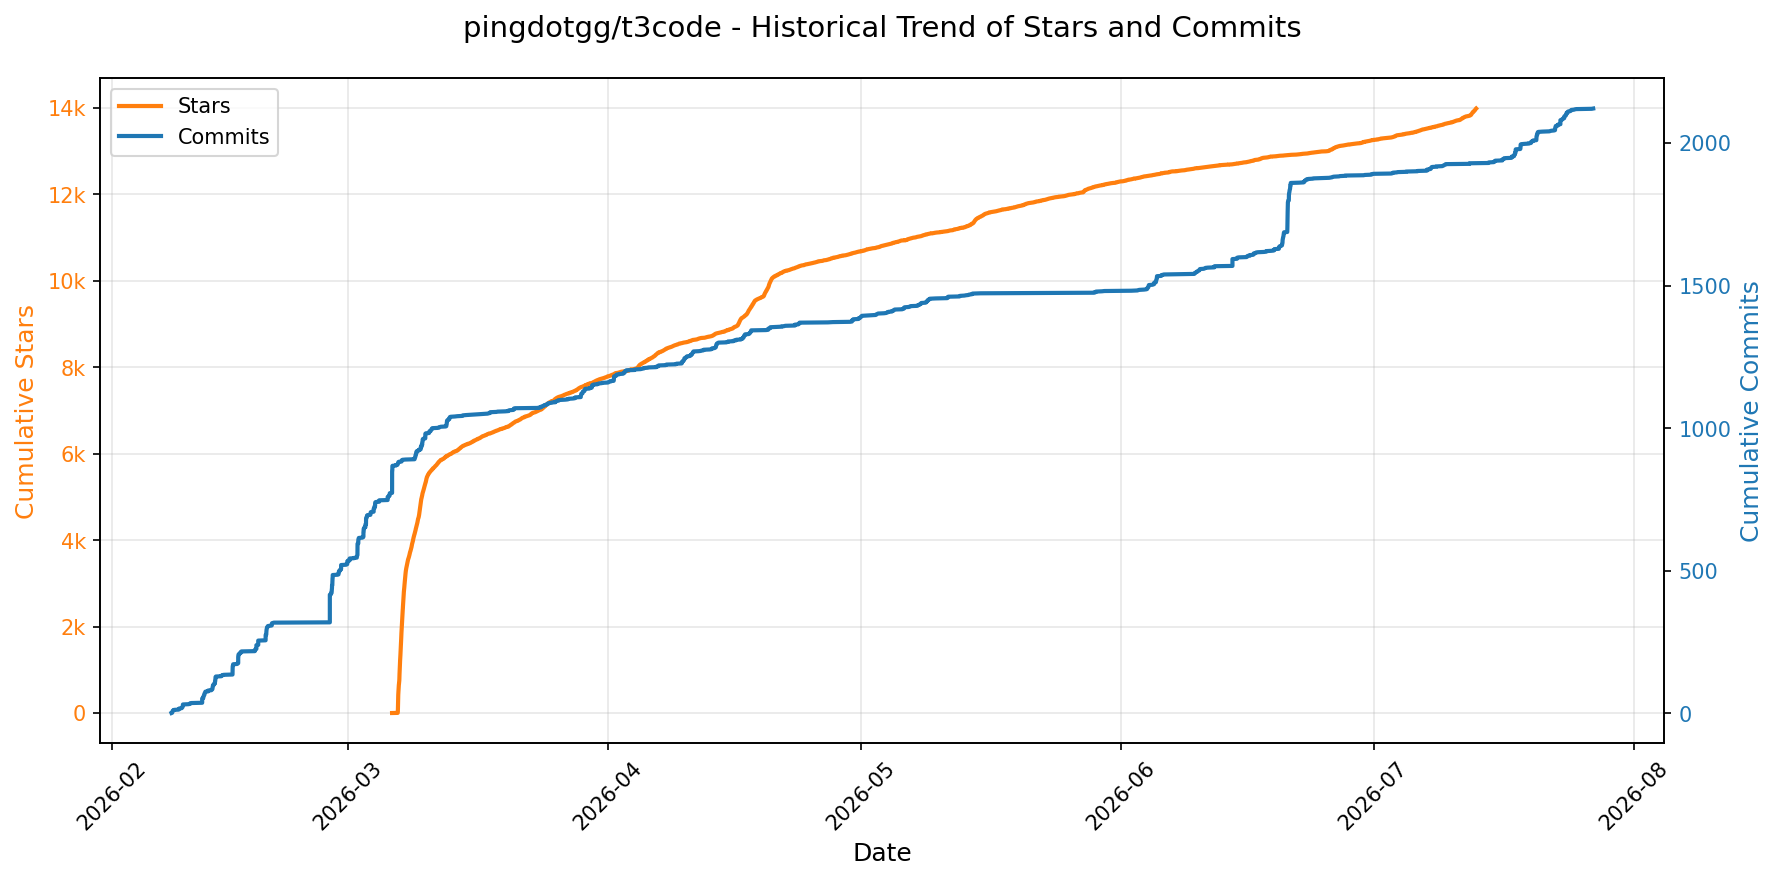 pingdotgg/t3code - Historical Trend of Stars and Commits
Stars
Commits
14k
12k
10k
8k
6k
4k
2k
0
Cumulative Stars
2000
1500
1000
500
0
Cumulative Commits
2026-02
2026-03
2026-04
2026-05
2026-06
2026-07
2026-08
Date